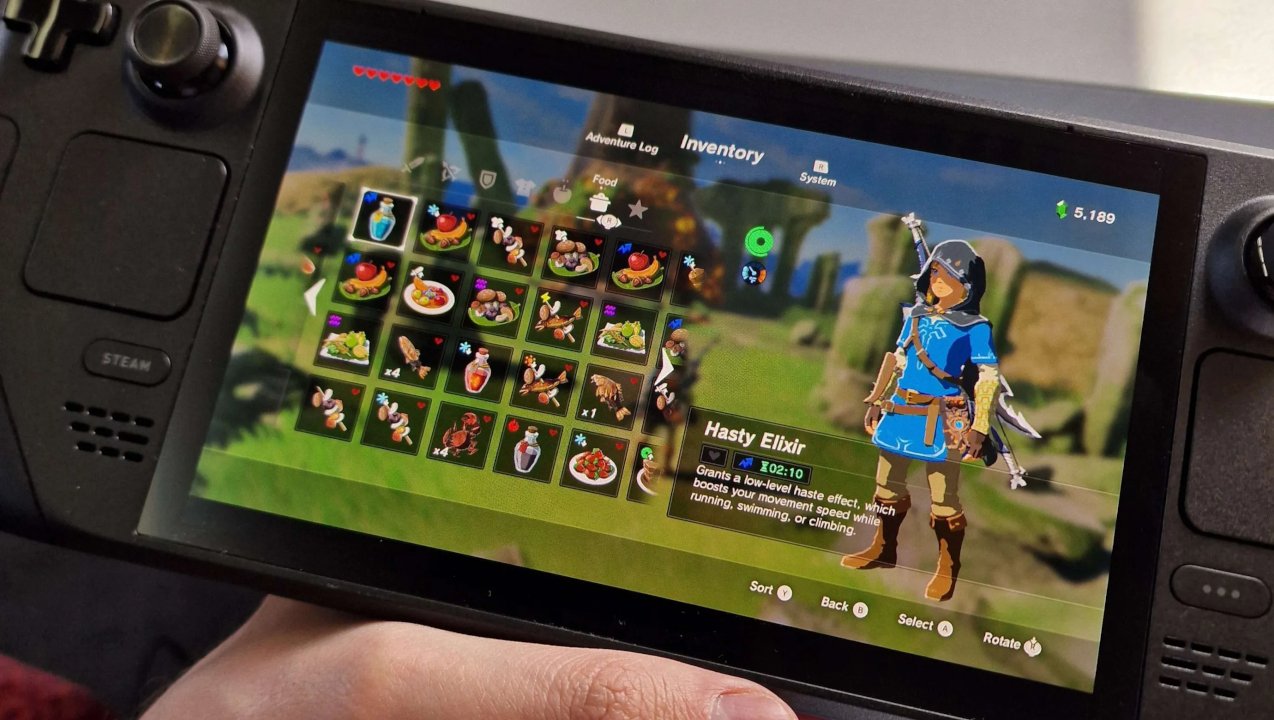 L
Adventure Log
Inventory
R
System
Food
R
5,189
STEAM
x4
x1
x4
Hasty Elixir
02:10
Grants a low-level haste effect, which
boosts your movement speed while
running, swimming, or climbing.
Sort Y
Back B
Select A
Rotate R